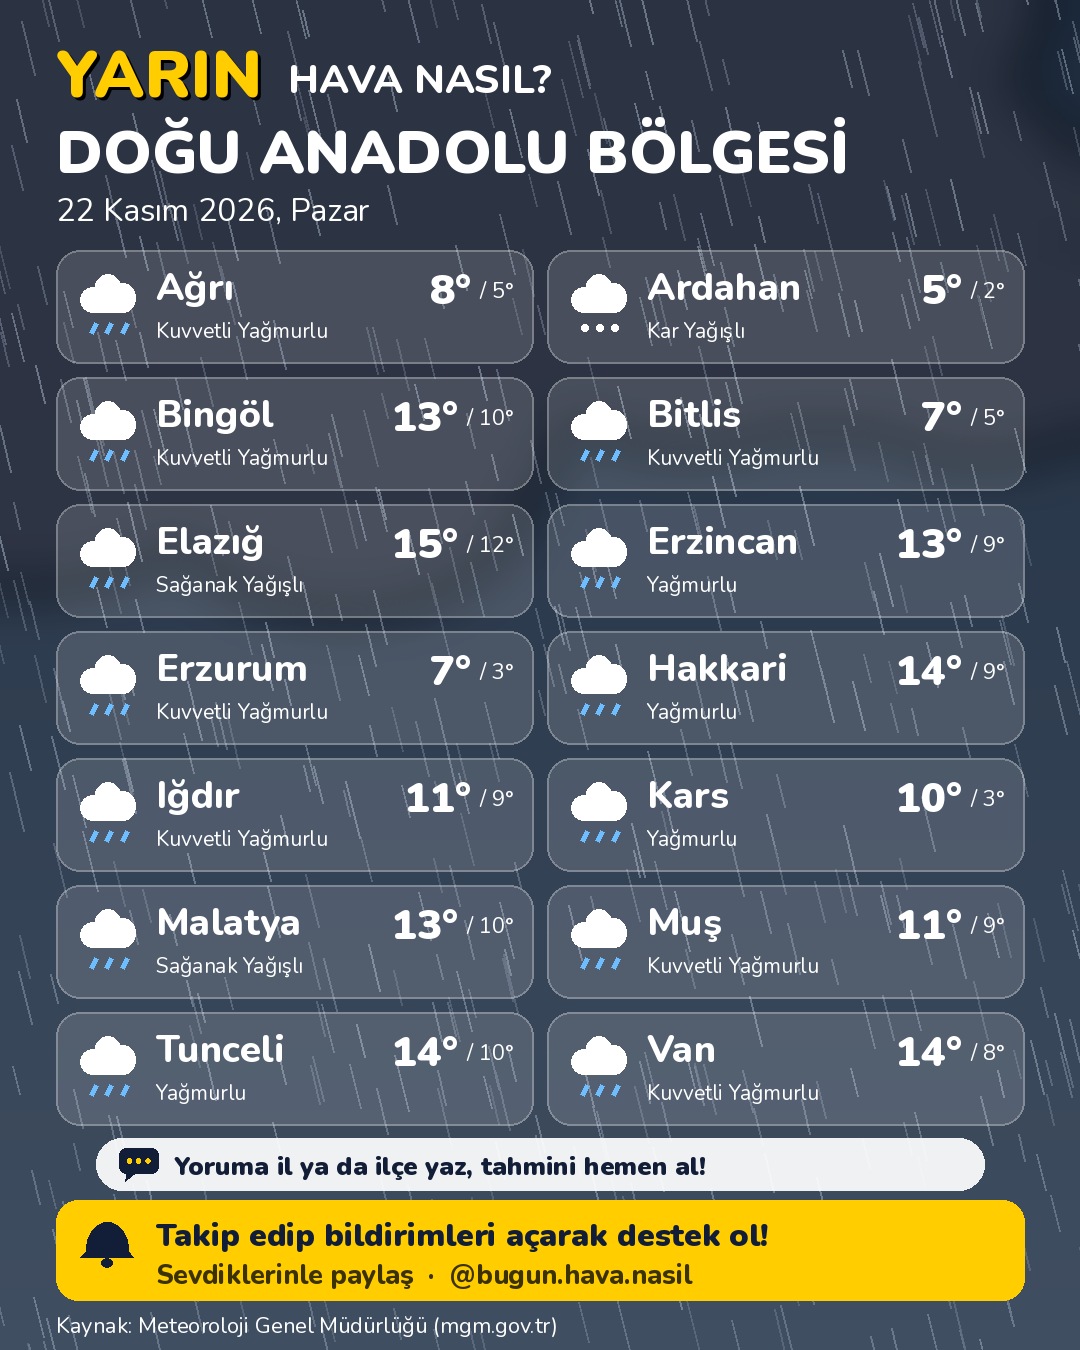 YARIN HAVA NASIL?
DOĞU ANADOLU BÖLGESİ
22 Kasım 2026, Pazar
Ağrı 8° / 5°
Kuvvetli Yağmurlu
Ardahan 5° / 2°
Kar Yağışlı
Bingöl 13° / 10°
Kuvvetli Yağmurlu
Bitlis 7° / 5°
Kuvvetli Yağmurlu
Elazığ 15° / 12°
Sağanak Yağışlı
Erzincan 13° / 9°
Yağmurlu
Erzurum 7° / 3°
Kuvvetli Yağmurlu
Hakkari 14° / 9°
Yağmurlu
Iğdır 11° / 9°
Kuvvetli Yağmurlu
Kars 10° / 3°
Yağmurlu
Malatya 13° / 10°
Sağanak Yağışlı
Muş 11° / 9°
Kuvvetli Yağmurlu
Tunceli 14° / 10°
Yağmurlu
Van 14° / 8°
Kuvvetli Yağmurlu
Yoruma il ya da ilçe yaz, tahmini hemen al!
Takip edip bildirimleri açarak destek ol!
Sevdiklerinle paylaş · @bugun.hava.nasil
Kaynak: Meteoroloji Genel Müdürlüğü (mgm.gov.tr)